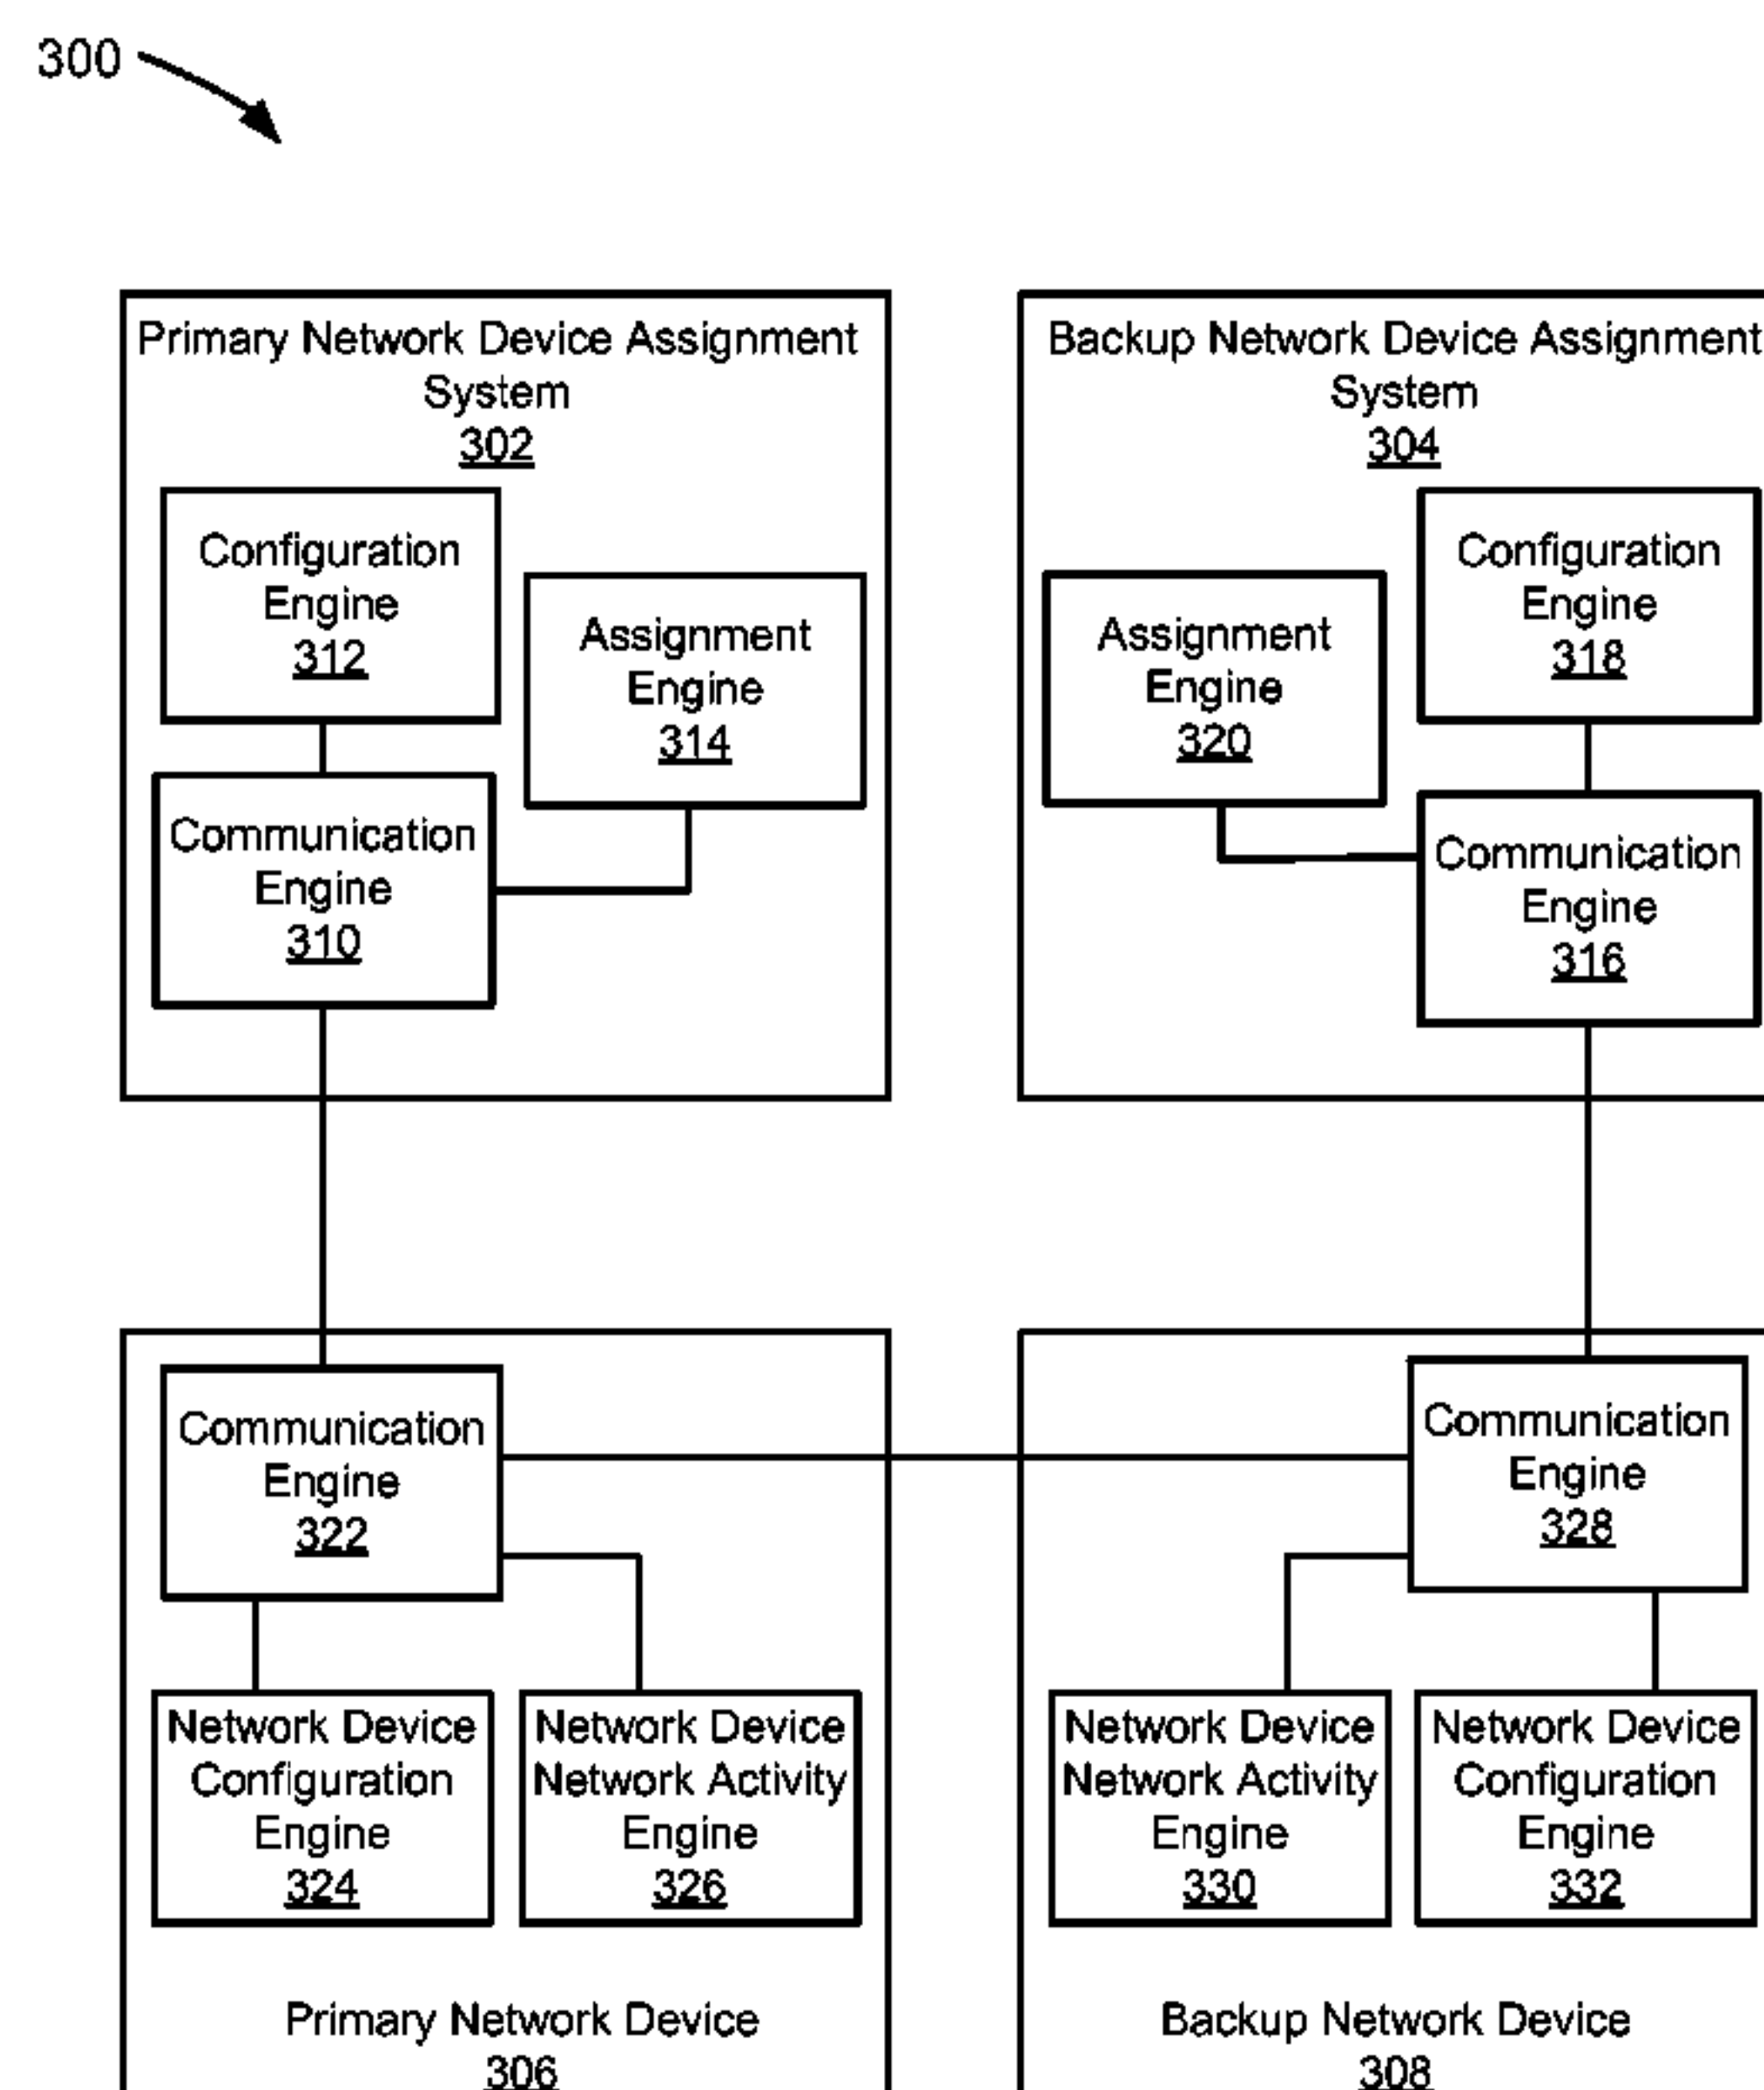 300
Primary Network Device Assignment
System
302
Configuration
Engine
312
Assignment
Engine
314
Communication
Engine
310
Backup Network Device Assignment
System
304
Configuration
Engine
318
Assignment
Engine
320
Communication
Engine
316
Communication
Engine
322
Network Device
Configuration
Engine
324
Network Device
Network Activity
Engine
326
Primary Network Device
306
Communication
Engine
328
Network Device
Network Activity
Engine
330
Network Device
Configuration
Engine
332
Backup Network Device
308